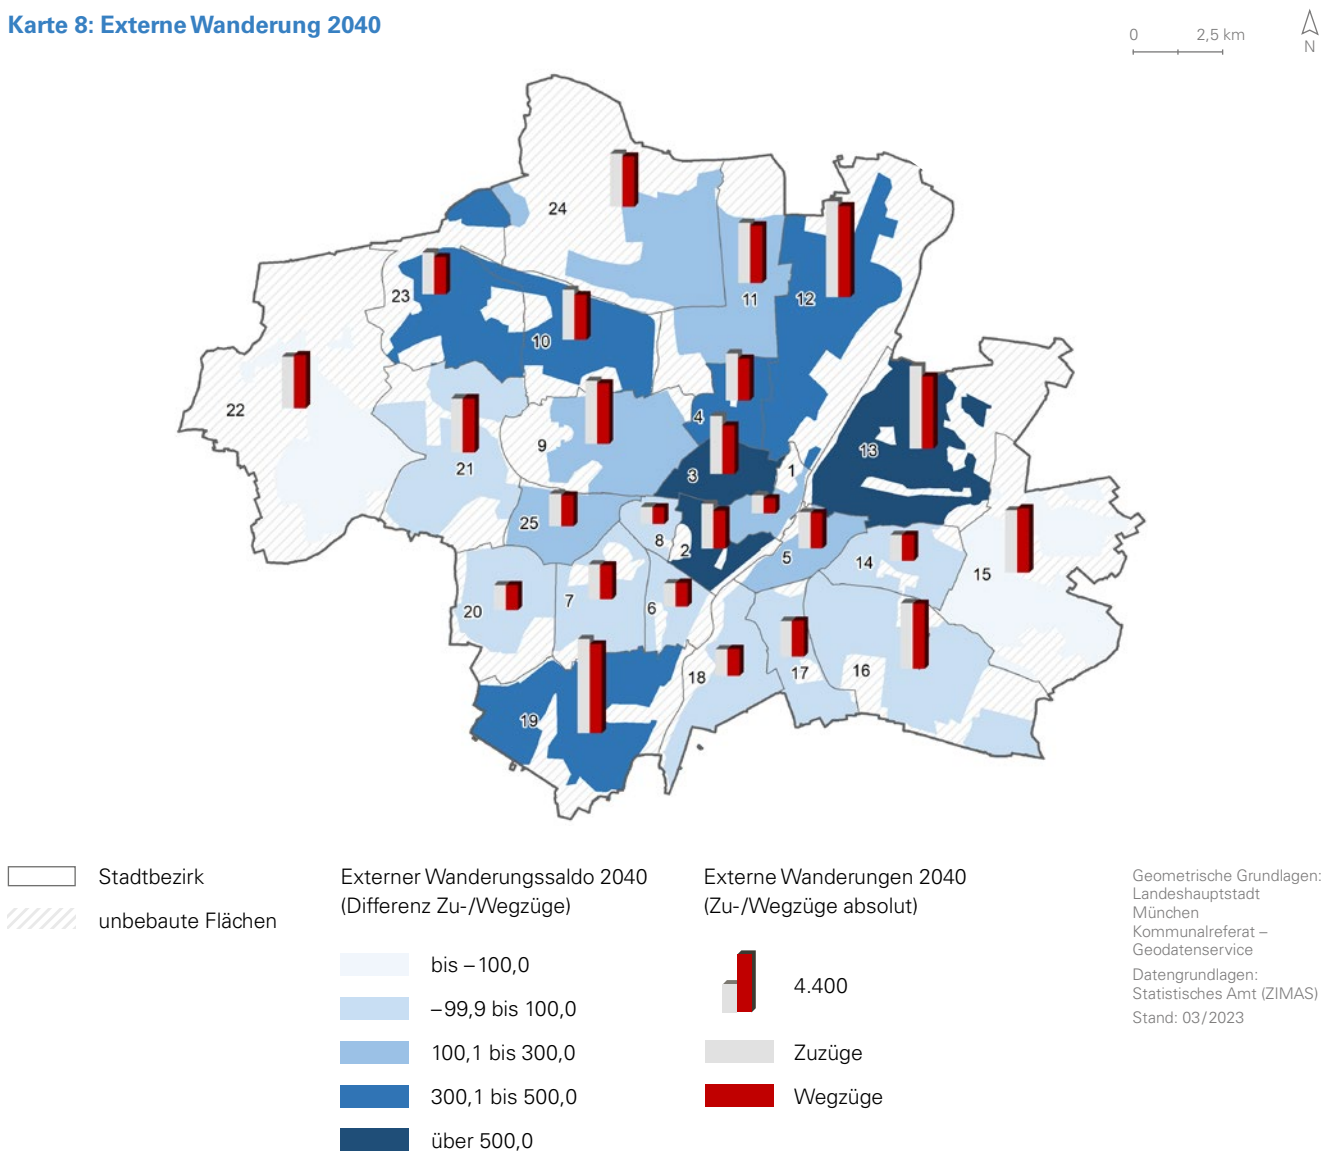 Karte 8: Externe Wanderung 2040
0 2,5 km
N
24
23
11
12
10
22
4
9
13
21
3
1
25
8
2
5
14
15
20
7
6
18
17
16
19
Stadtbezirk
unbebaute Flächen
Externer Wanderungssaldo 2040
(Differenz Zu-/Wegzüge)
bis –100,0
–99,9 bis 100,0
100,1 bis 300,0
300,1 bis 500,0
über 500,0
Externe Wanderungen 2040
(Zu-/Wegzüge absolut)
4.400
Zuzüge
Wegzüge
Geometrische Grundlagen:
Landeshauptstadt
München
Kommunalreferat –
Geodatenservice
Datengrundlagen:
Statistisches Amt (ZIMAS)
Stand: 03/2023